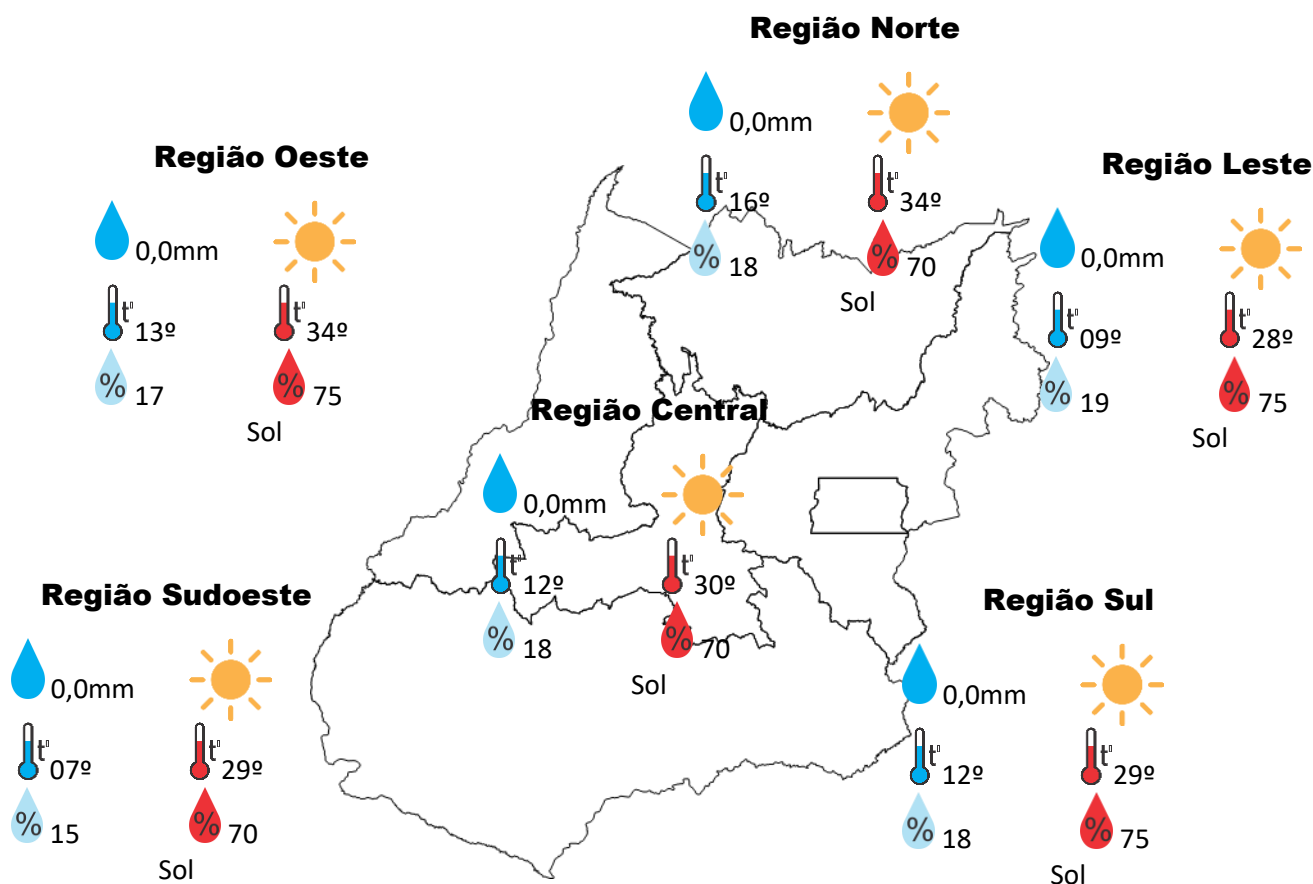 Região Norte
0,0mm
t°
16º
t°
34º
%
18
%
70
Sol
Região Oeste
0,0mm
t°
13º
t°
34º
%
17
%
75
Sol
Região Leste
0,0mm
t°
09º
t°
28º
%
19
%
75
Sol
Região Central
0,0mm
t°
12º
t°
30º
%
18
%
70
Sol
Região Sudoeste
0,0mm
t°
07º
t°
29º
%
15
%
70
Sol
Região Sul
0,0mm
t°
12º
t°
29º
%
18
%
75
Sol